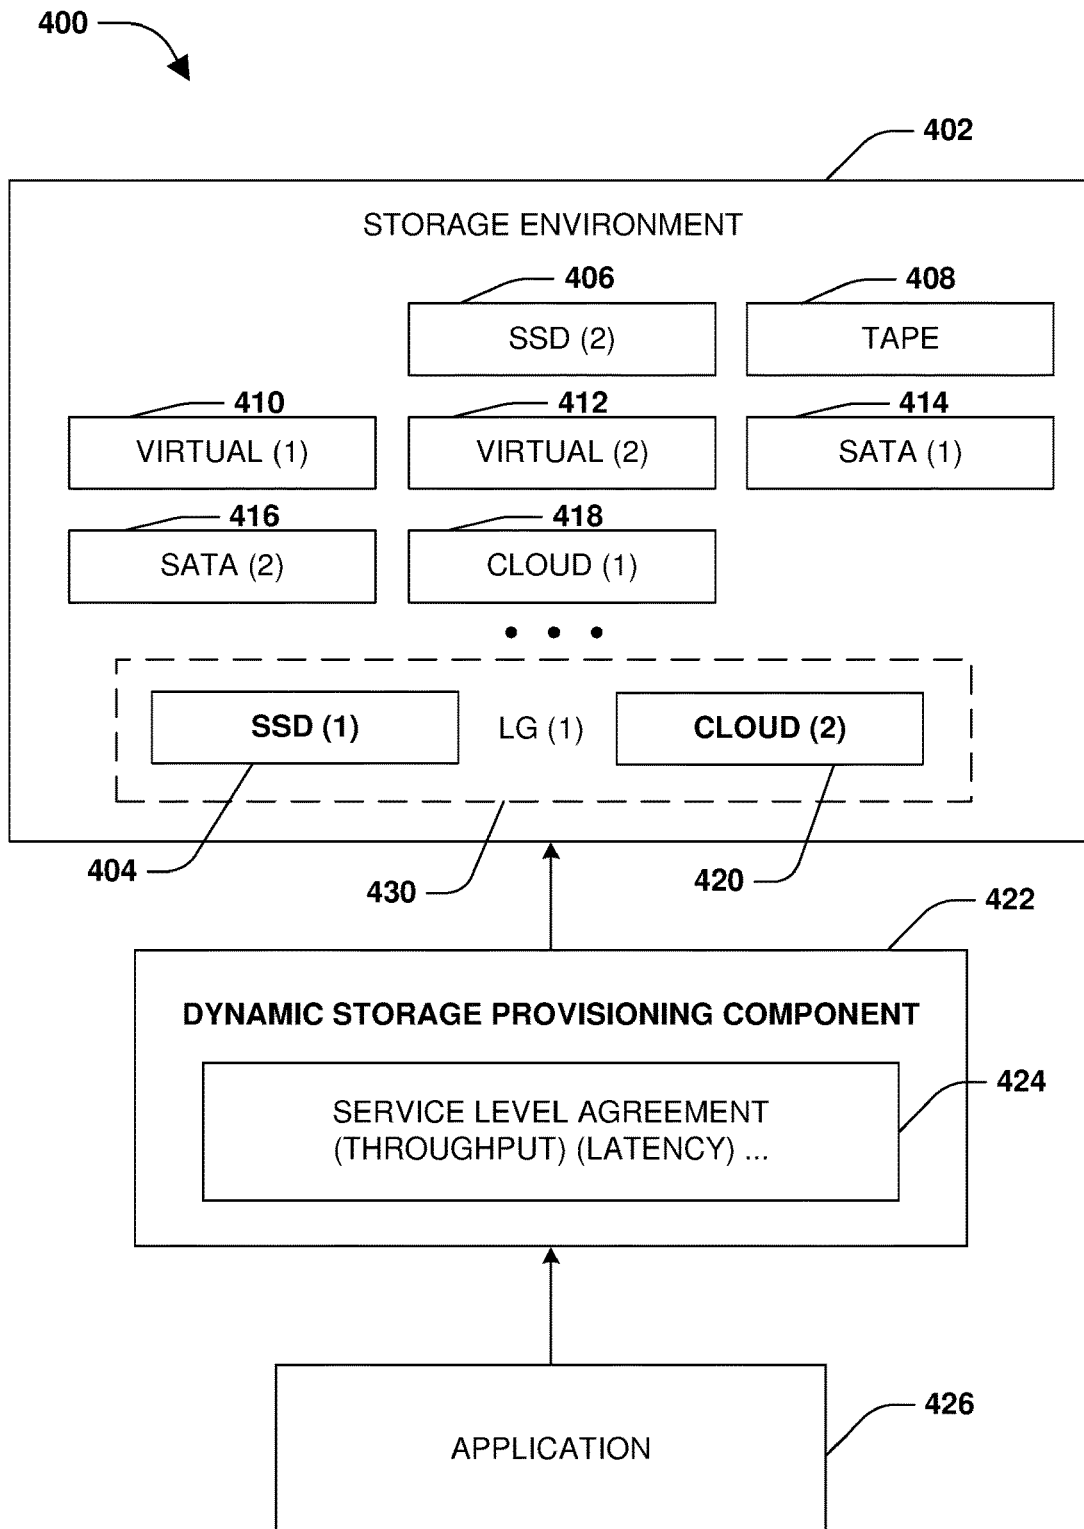 400
402
STORAGE ENVIRONMENT
406
408
SSD (2)
TAPE
410
412
414
VIRTUAL (1)
VIRTUAL (2)
SATA (1)
416
418
SATA (2)
CLOUD (1)
• • •
SSD (1)
LG (1)
CLOUD (2)
404
430
420
422
DYNAMIC STORAGE PROVISIONING COMPONENT
424
SERVICE LEVEL AGREEMENT
(THROUGHPUT) (LATENCY) ...
426
APPLICATION